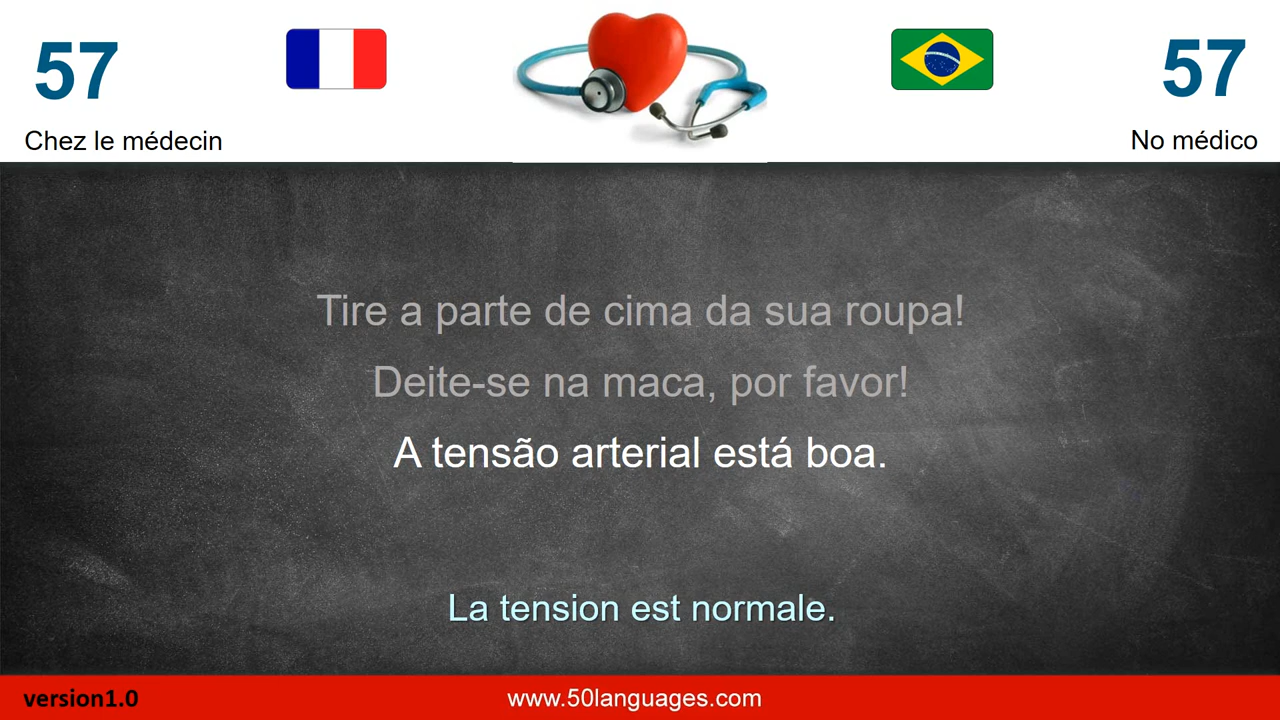 57
57
Chez le médecin
No médico
Tire a parte de cima da sua roupa!
Deite-se na maca, por favor!
A tensão arterial está boa.
La tension est normale.
version1.0
www.50languages.com